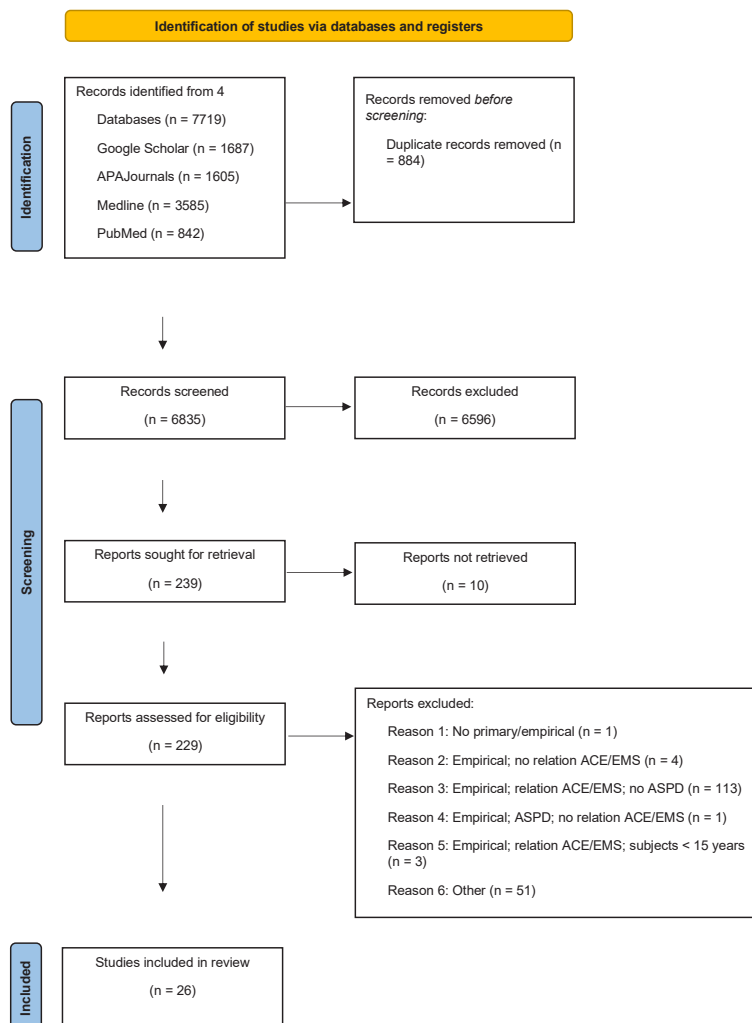 Identification of studies via databases and registers
Identification
Records identified from 4
Databases (n = 7719)
Google Scholar (n = 1687)
APAJournals (n = 1605)
Medline (n = 3585)
PubMed (n = 842)
Records removed before
screening:
Duplicate records removed (n
= 884)
Screening
Records screened
(n = 6835)
Records excluded
(n = 6596)
Reports sought for retrieval
(n = 239)
Reports not retrieved
(n = 10)
Reports assessed for eligibility
(n = 229)
Reports excluded:
Reason 1: No primary/empirical (n = 1)
Reason 2: Empirical; no relation ACE/EMS (n = 4)
Reason 3: Empirical; relation ACE/EMS; no ASPD (n = 113)
Reason 4: Empirical; ASPD; no relation ACE/EMS (n = 1)
Reason 5: Empirical; relation ACE/EMS; subjects < 15 years
(n = 3)
Reason 6: Other (n = 51)
Included
Studies included in review
(n = 26)